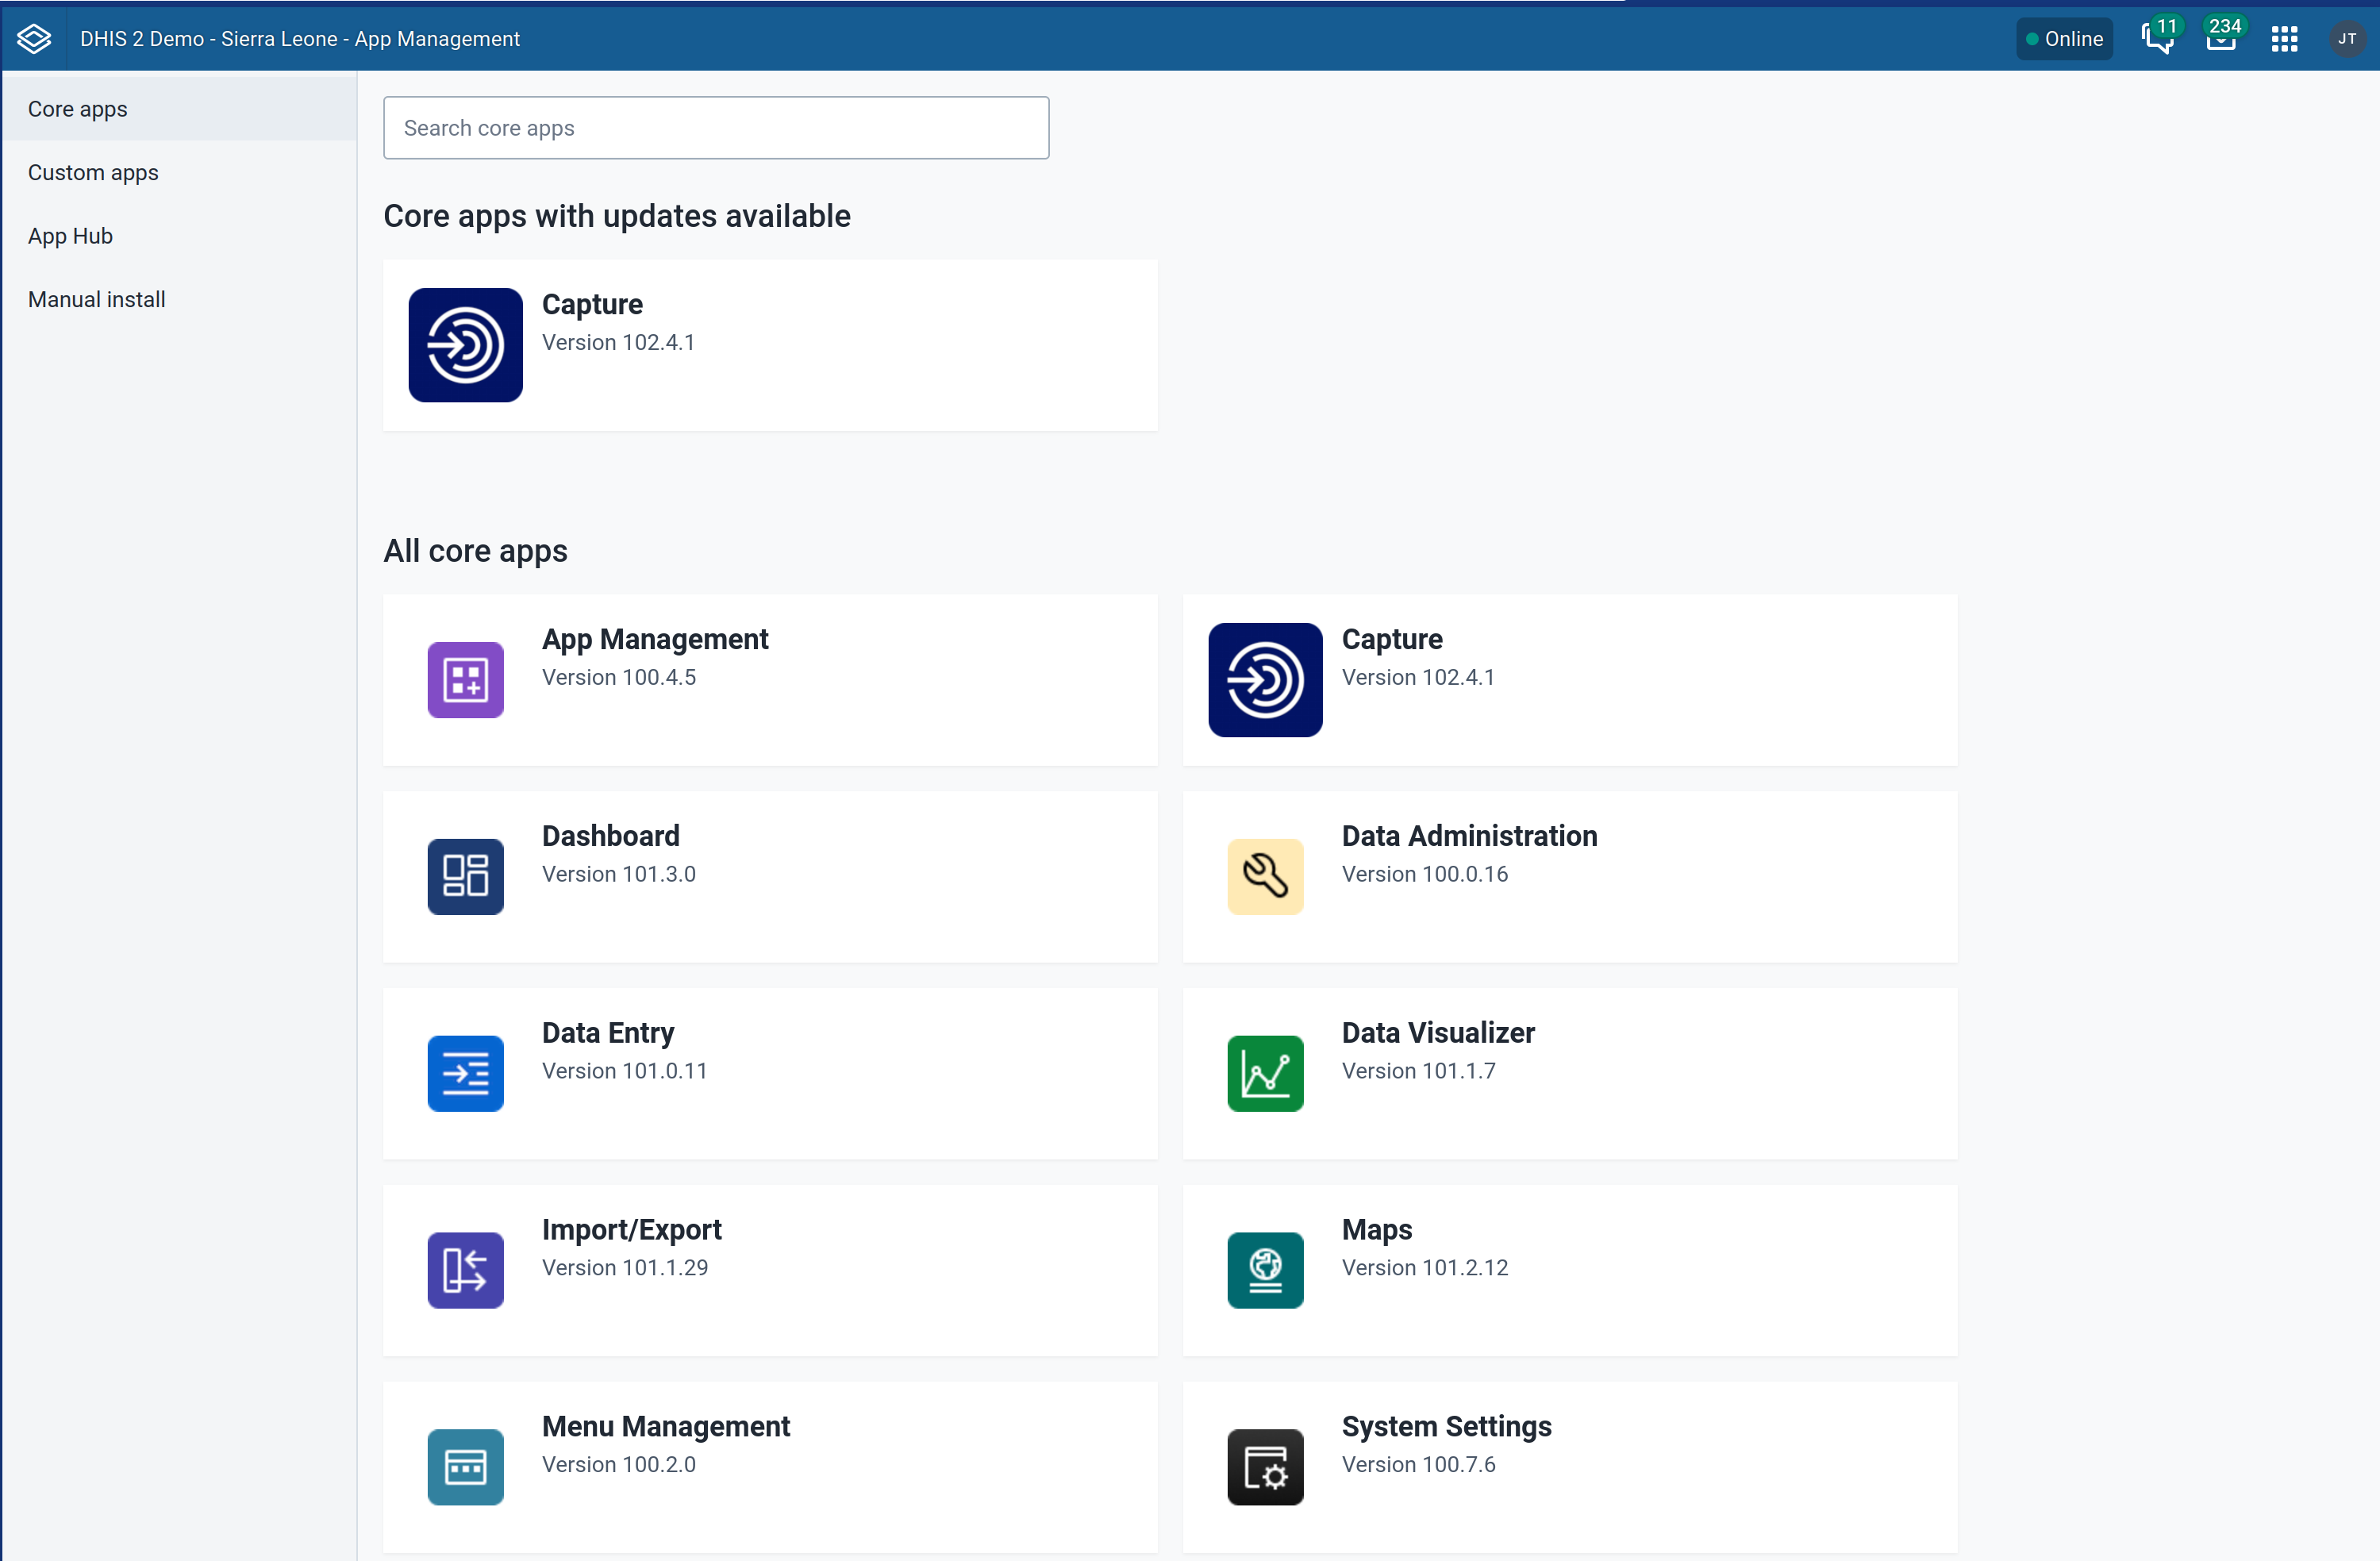 DHIS 2 Demo - Sierra Leone - App Management
Online
11
234
JT
Core apps
Custom apps
App Hub
Manual install
Search core apps
Core apps with updates available
Capture
Version 102.4.1
All core apps
App Management
Version 100.4.5
Capture
Version 102.4.1
Dashboard
Version 101.3.0
Data Administration
Version 100.0.16
Data Entry
Version 101.0.11
Data Visualizer
Version 101.1.7
Import/Export
Version 101.1.29
Maps
Version 101.2.12
Menu Management
Version 100.2.0
System Settings
Version 100.7.6